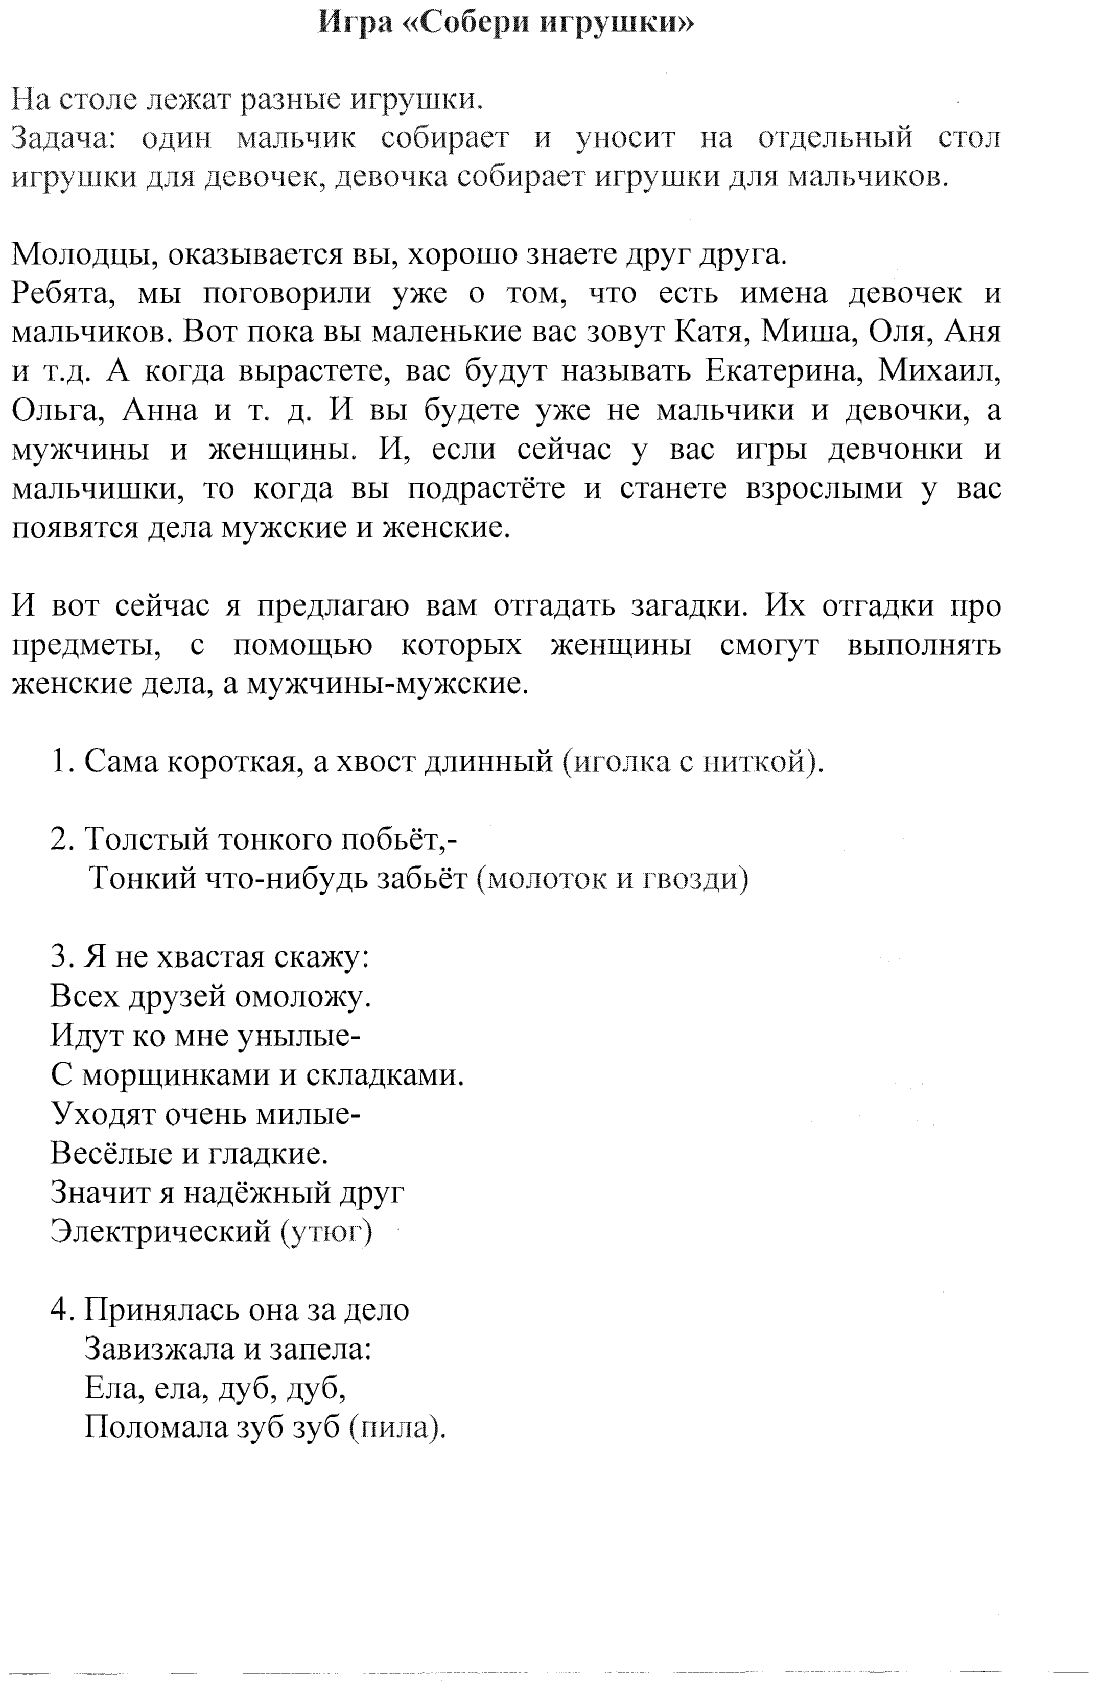 Игра «Собери игрушки»
На столе лежат разные игрушки.
Задача: один мальчик собирает и уносит на отдельный стол
игрушки для девочек, девочка собирает игрушки для мальчиков.
Молодцы, оказывается вы, хорошо знаете друг друга.
Ребята, мы поговорили уже о том, что есть имена девочек и
мальчиков. Вот пока вы маленькие вас зовут Катя, Миша, Оля, Аня
и т.д. А когда вырастете, вас будут называть Екатерина, Михаил,
Ольга, Анна и т. д. И вы будете уже не мальчики и девочки, а
мужчины и женщины. И, если сейчас у вас игры девчонки и
мальчишки, то когда вы подрастёте и станете взрослыми у вас
появятся дела мужские и женские.
И вот сейчас я предлагаю вам отгадать загадки. Их отгадки про
предметы, с помощью которых женщины смогут выполнять
женские дела, а мужчины-мужские.
1. Сама короткая, а хвост длинный (иголка с ниткой).
2. Толстый тонкого побьёт,-
Тонкий что-нибудь забьёт (молоток и гвозди)
3. Я не хвастая скажу:
Всех друзей омоложу.
Идут ко мне унылые-
С морщинками и складками.
Уходят очень милые-
Весёлые и гладкие.
Значит я надёжный друг
Электрический (утюг)
4. Принялась она за дело
Завизжала и запела:
Ела, ела, дуб, дуб,
Поломала зуб зуб (пила).